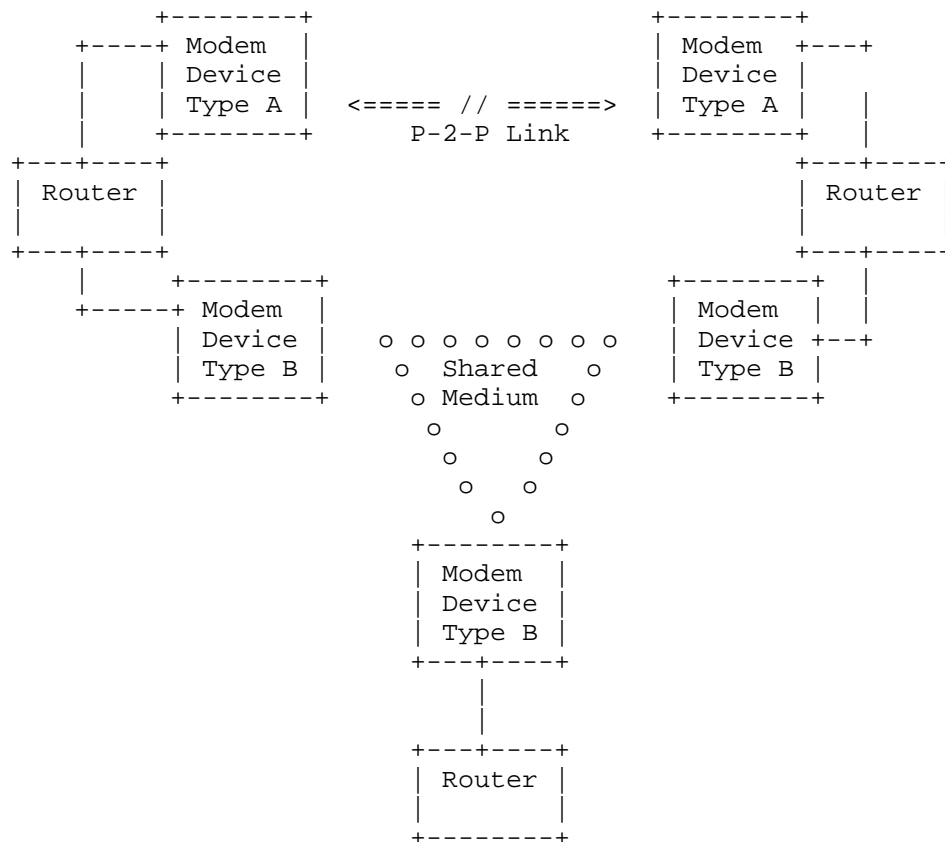 Modem
Device
Type A
Modem
Device
Type A
<===== // ======>
P-2-P Link
Router
Router
Modem
Device
Type B
Shared
Medium
Modem
Device
Type B
Modem
Device
Type B
Router